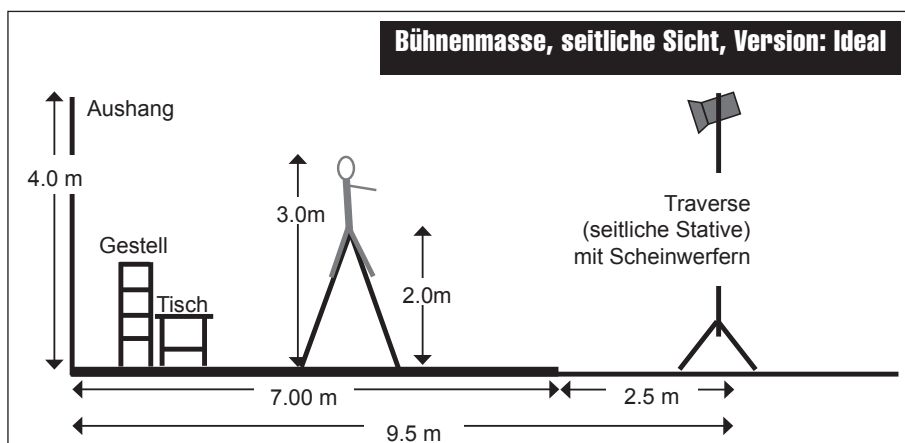 Bühnenmasse, seitliche Sicht, Version: Ideal
Aushang
4.0 m
3.0m
Traverse
(seitliche Stative)
mit Scheinwerfern
Gestell
2.0m
Tisch
7.00 m
2.5 m
9.5 m